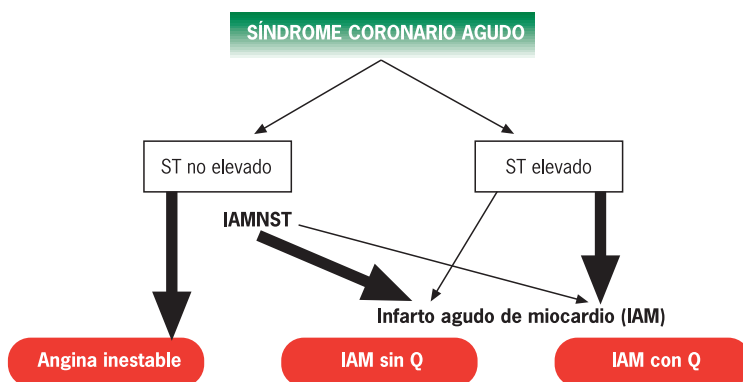 SÍNDROME CORONARIO AGUDO
ST no elevado
ST elevado
IAMNST
Infarto agudo de miocardio (IAM)
Angina inestable
IAM sin Q
IAM con Q